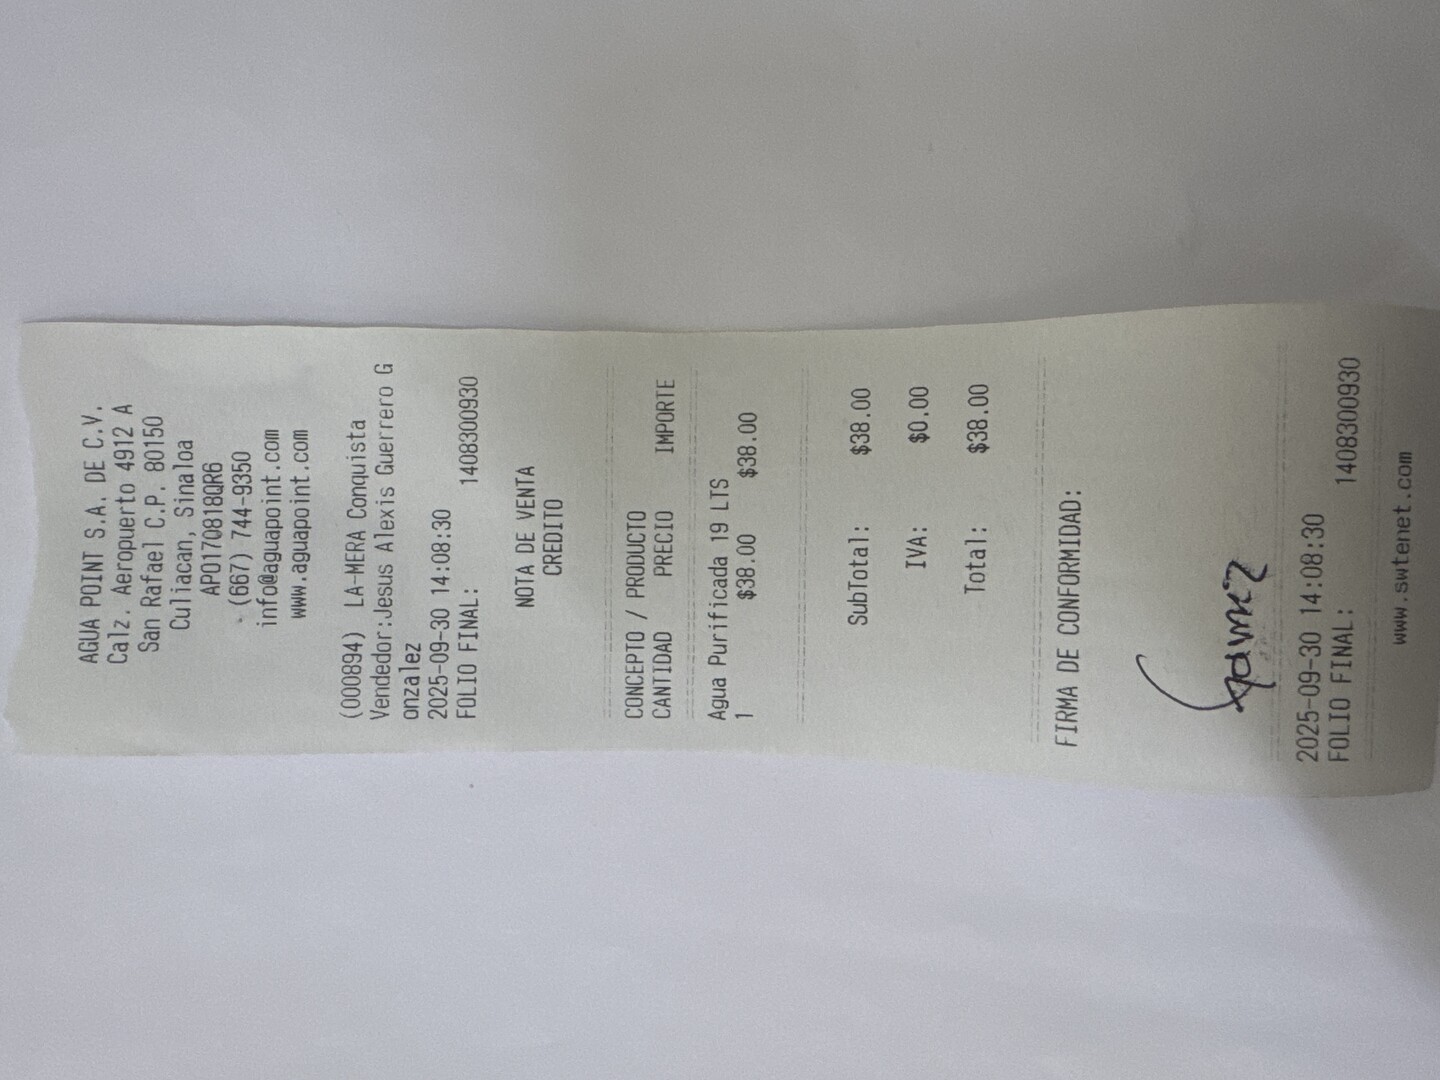 AGUA POINT S.A. DE C.V.
Calz. Aeropuerto 4912 A
San Rafael C.P. 80150
Culiacan, Sinaloa
APO170818QR6
(667) 744-9350
info@aguapoint.com
www.aguapoint.com
(000894) LA-MERA Conquista
Vendedor:Jesus Alexis Guerrero G
onzalez
2025-09-30 14:08:30
FOLIO FINAL: 1408300930
NOTA DE VENTA
CREDITO
CONCEPTO / PRODUCTO
CANTIDAD PRECIO IMPORTE
Agua Purificada 19 LTS
1 $38.00 $38.00
SubTotal: $38.00
IVA: $0.00
Total: $38.00
FIRMA DE CONFORMIDAD:
2025-09-30 14:08:30
FOLIO FINAL: 1408300930
www.swtenet.com